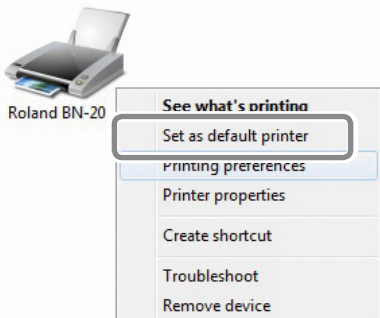 Roland BN-20
See what's printing
Set as default printer
Printing preferences
Printer properties
Create shortcut
Troubleshoot
Remove device